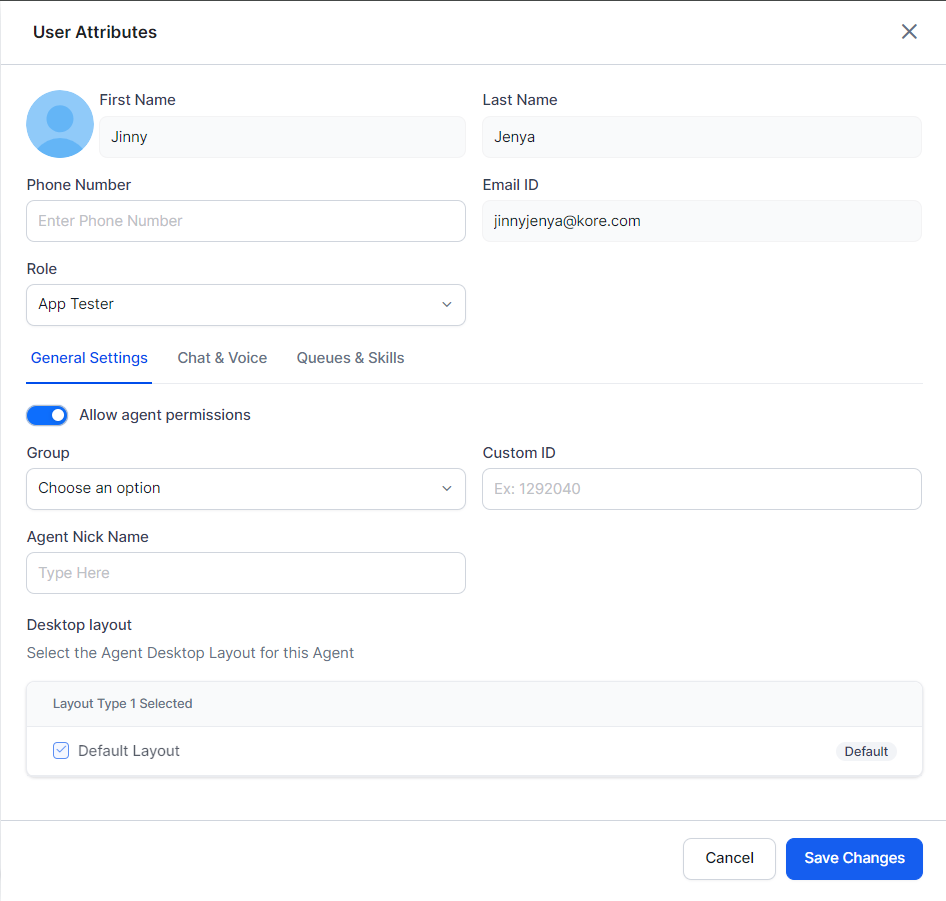 User Attributes
First Name
Last Name
Jinny
Jenya
Phone Number
Email ID
Enter Phone Number
jinnyjenya@kore.com
Role
App Tester
General Settings
Chat & Voice
Queues & Skills
Allow agent permissions
Group
Custom ID
Choose an option
Ex: 1292040
Agent Nick Name
Type Here
Desktop layout
Select the Agent Desktop Layout for this Agent
Layout Type 1 Selected
Default Layout
Default
Cancel
Save Changes